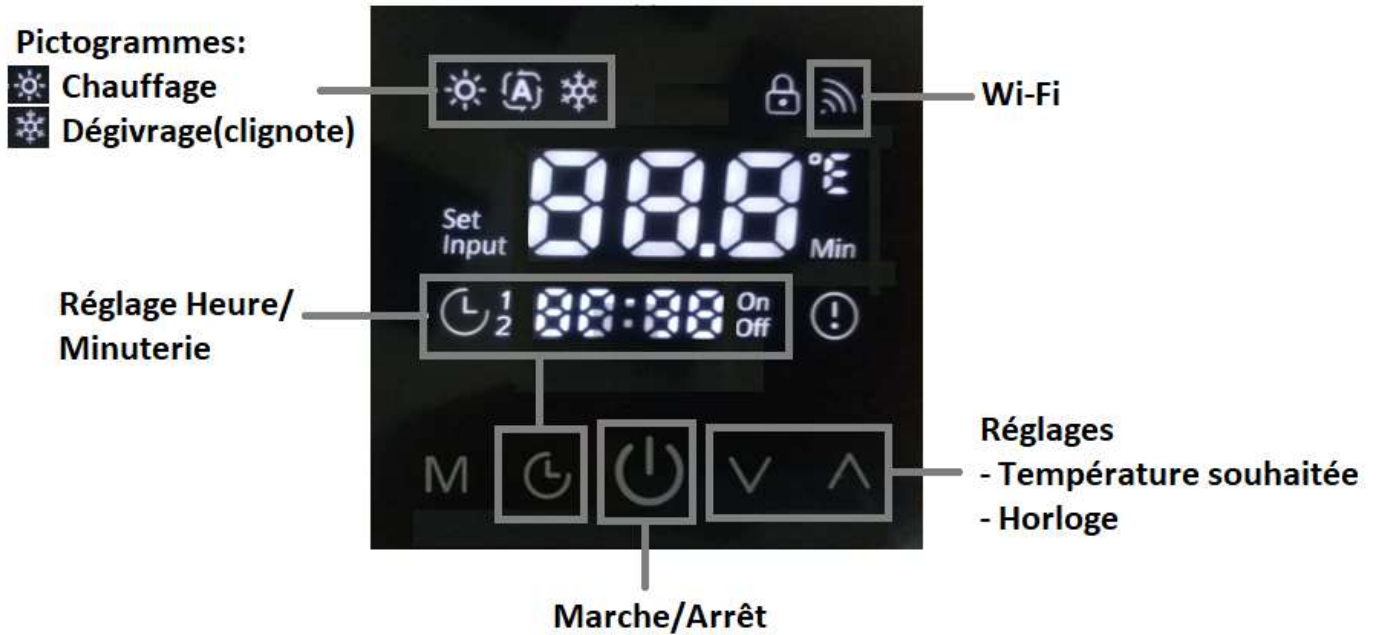 Pictogrammes:
Chauffage
Dégivrage(clignote)
A
Wi-Fi
88.8 °E
Set
Input
Min
Réglage Heure/
Minuterie
1
2
88:88
On
Off
!
M
Réglages
- Température souhaitée
- Horloge
Marche/Arrêt